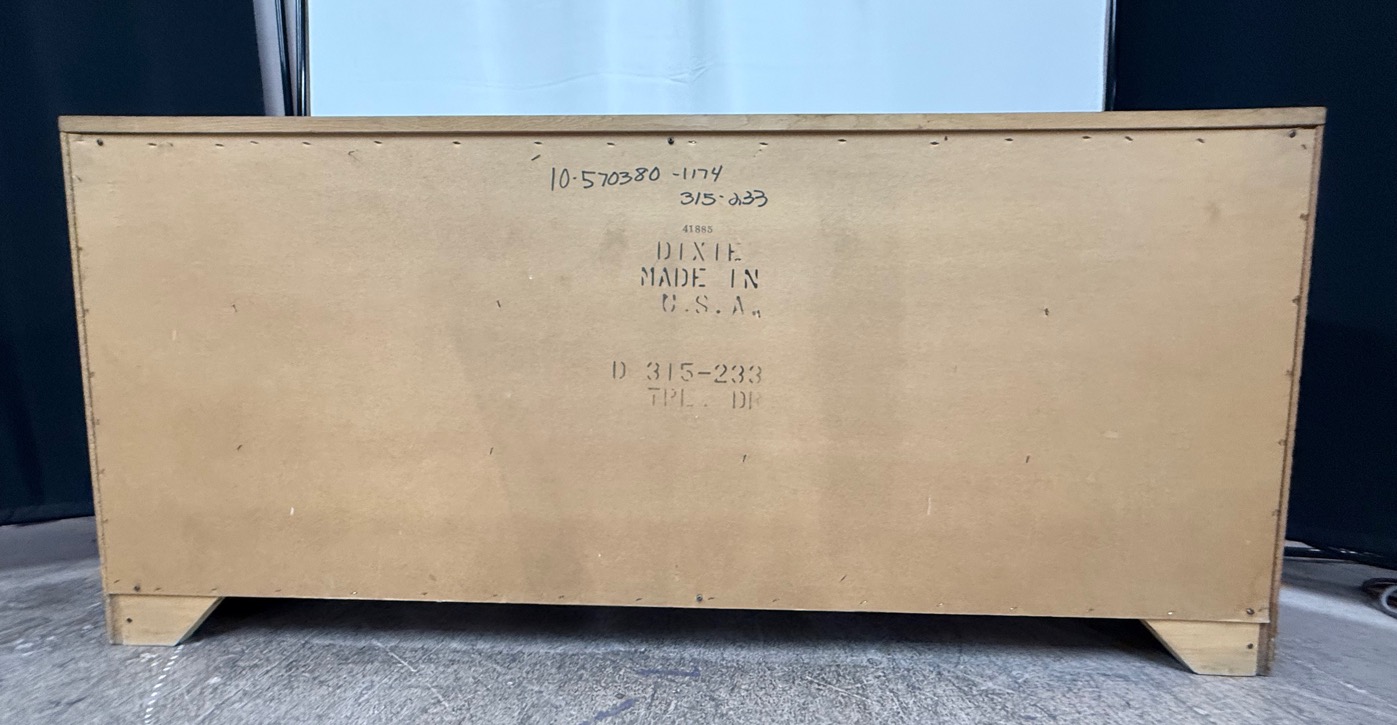 10-570380 -1174
315-233
41885
DIXIE
MADE IN
U.S.A.
D 315-233
TPL. DR